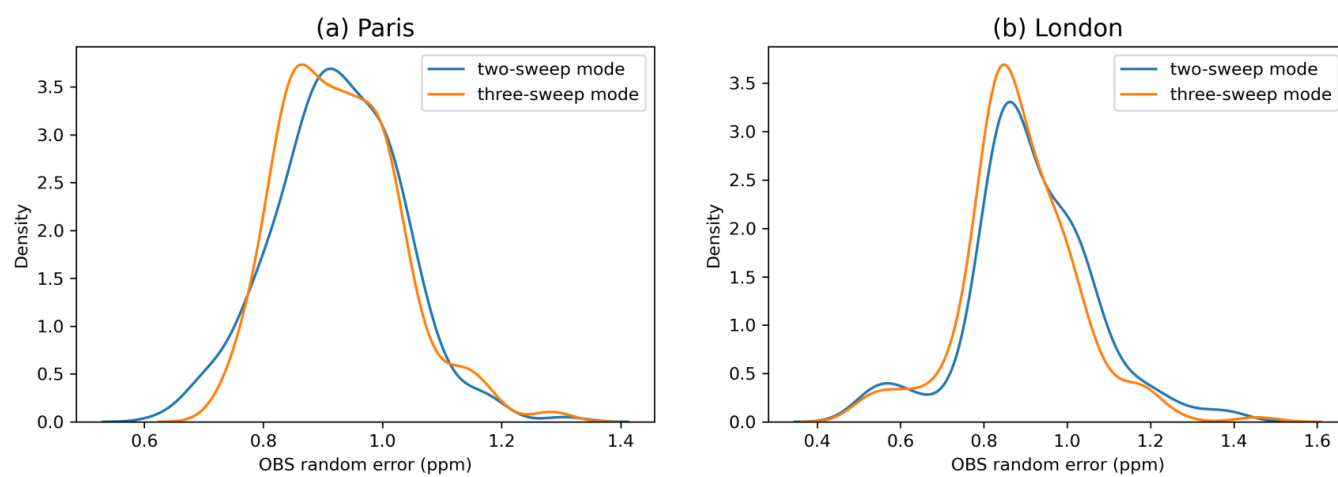 (a) Paris
two-sweep mode
three-sweep mode
3.5
3.0
2.5
2.0
1.5
1.0
0.5
0.0
Density
0.6 0.8 1.0 1.2 1.4
OBS random error (ppm)
(b) London
two-sweep mode
three-sweep mode
3.5
3.0
2.5
2.0
1.5
1.0
0.5
0.0
Density
0.4 0.6 0.8 1.0 1.2 1.4 1.6
OBS random error (ppm)